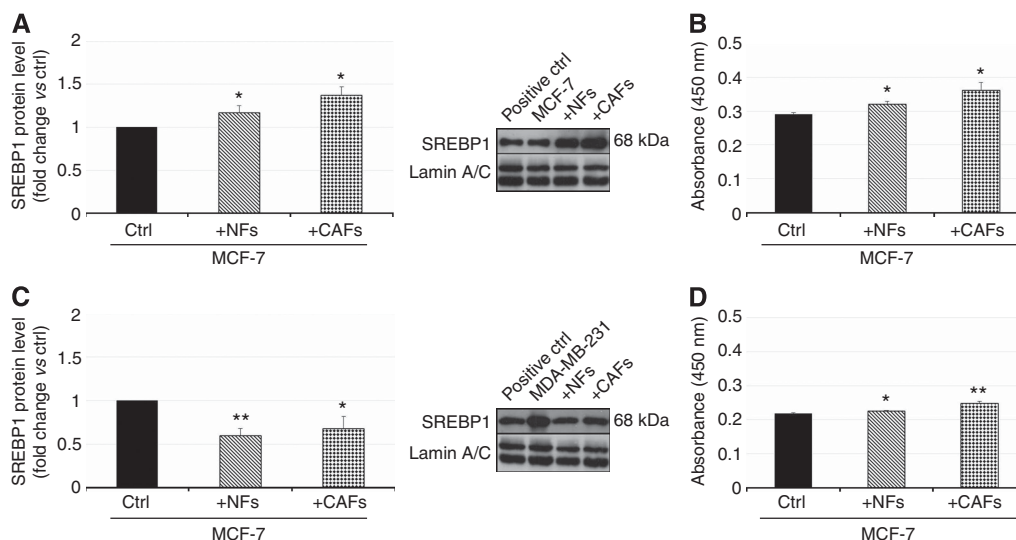 A
SREBP1 protein level
(fold change vs ctrl)
2
1.5
1
0.5
0
*
*
Ctrl
+NFs
+CAFs
MCF-7
Positive ctrl
MCF-7
+NFs
+CAFs
SREBP1
68 kDa
Lamin A/C
B
Absorbance (450 nm)
0.5
0.4
0.3
0.2
0.1
0
*
*
Ctrl
+NFs
+CAFs
MCF-7
C
SREBP1 protein level
(fold change vs ctrl)
2
1.5
1
0.5
0
**
*
Ctrl
+NFs
+CAFs
MCF-7
Positive ctrl
MDA-MB-231
+NFs
+CAFs
SREBP1
68 kDa
Lamin A/C
D
Absorbance (450 nm)
0.5
0.4
0.3
0.2
0.1
0
*
**
Ctrl
+NFs
+CAFs
MCF-7